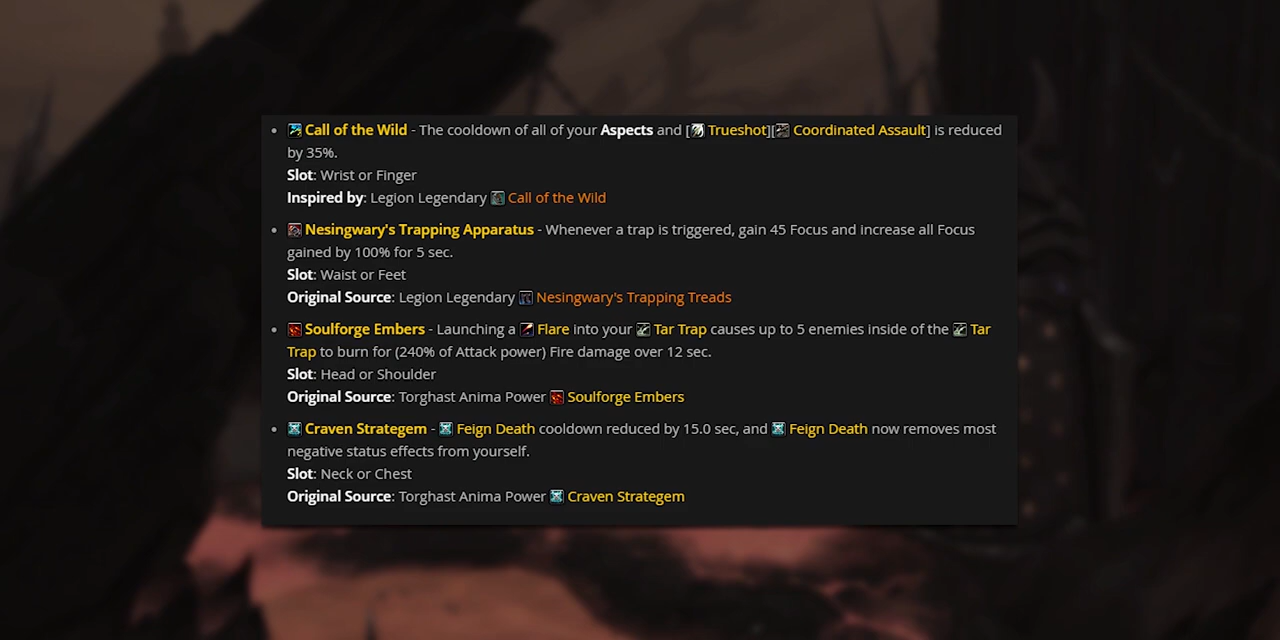 Call of the Wild - The cooldown of all of your Aspects and [Trueshot][Coordinated Assault] is reduced
by 35%.
Slot: Wrist or Finger
Inspired by: Legion Legendary Call of the Wild
Nesingwary's Trapping Apparatus - Whenever a trap is triggered, gain 45 Focus and increase all Focus
gained by 100% for 5 sec.
Slot: Waist or Feet
Original Source: Legion Legendary Nesingwary's Trapping Treads
Soulforge Embers - Launching a Flare into your Tar Trap causes up to 5 enemies inside of the Tar
Trap to burn for (240% of Attack power) Fire damage over 12 sec.
Slot: Head or Shoulder
Original Source: Torghast Anima Power Soulforge Embers
Craven Strategem - Feign Death cooldown reduced by 15.0 sec, and Feign Death now removes most
negative status effects from yourself.
Slot: Neck or Chest
Original Source: Torghast Anima Power Craven Strategem